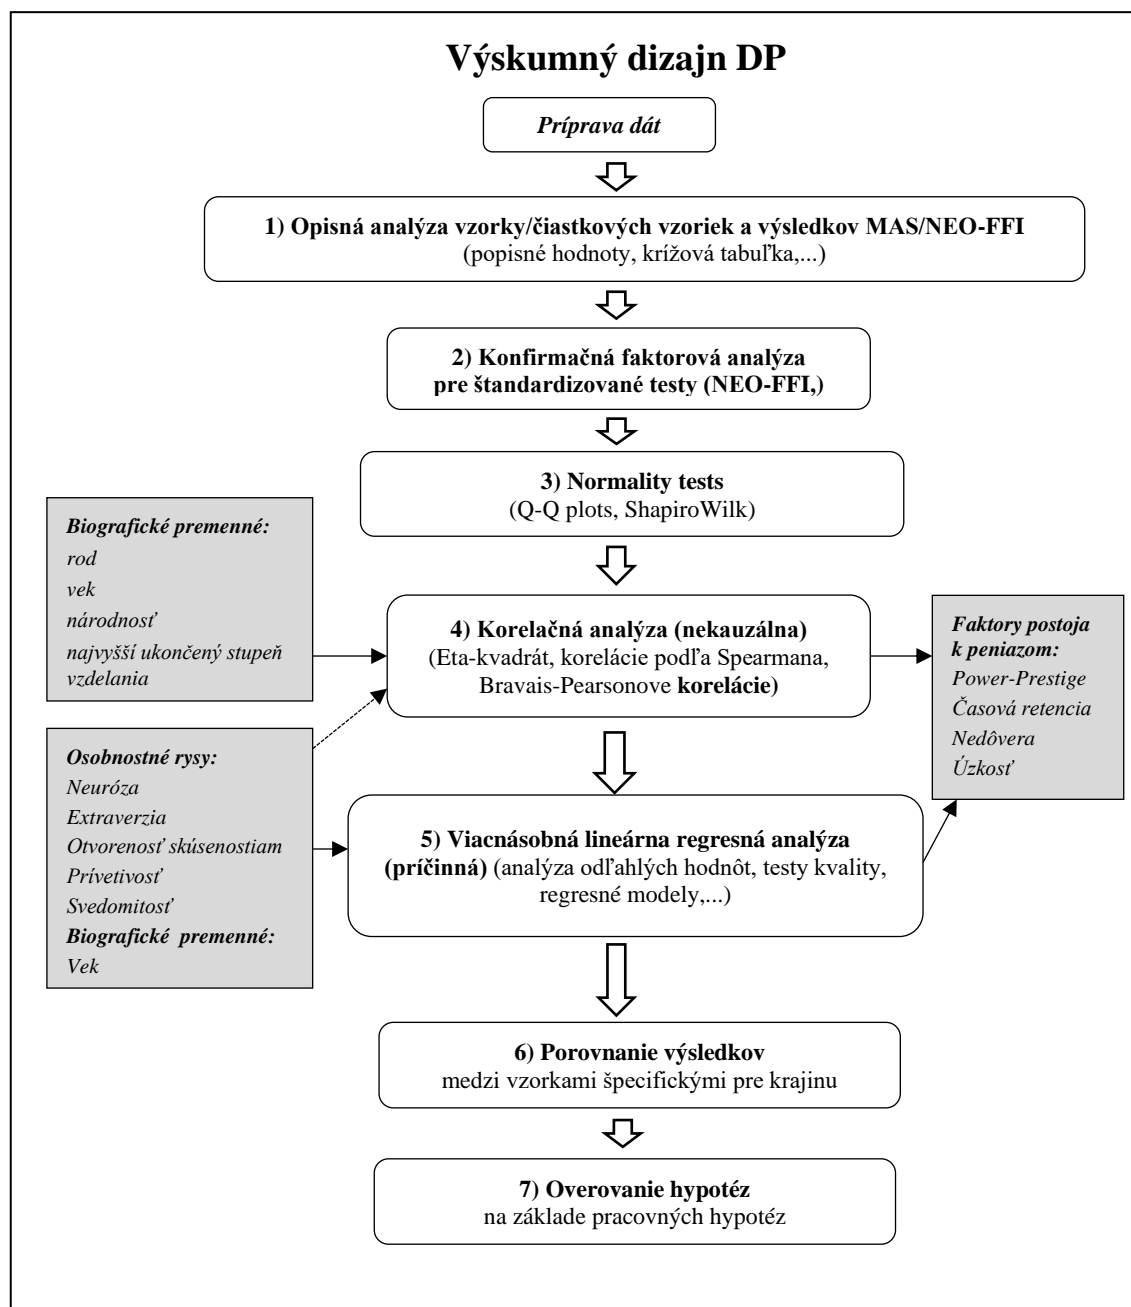 Výskumný dizajn DP
Príprava dát
1) Opisná analýza vzorky/čiastkových vzoriek a výsledkov MAS/NEO-FFI
(popisné hodnoty, krížová tabuľka,...)
2) Konfirmačná faktorová analýza
pre štandardizované testy (NEO-FFI,)
3) Normality tests
(Q-Q plots, ShapiroWilk)
Biografické premenné:
rod
vek
národnosť
najvyšší ukončený stupeň
vzdelania
4) Korelačná analýza (nekauzálna)
(Eta-kvadrát, korelácie podľa Spearmana,
Bravais-Pearsonove korelácie)
Faktory postoja
k peniazom:
Power-Prestige
Časová retencia
Nedôvera
Úzkosť
Osobnostné rysy:
Neuróza
Extraverzia
Otvorenosť skúsenostiam
Prívetivosť
Svedomitosť
Biografické premenné:
Vek
5) Viacnásobná lineárna regresná analýza
(príčinná) (analýza odľahlých hodnôt, testy kvality,
regresné modely,...)
6) Porovnanie výsledkov
medzi vzorkami špecifickými pre krajinu
7) Overovanie hypotéz
na základe pracovných hypotéz